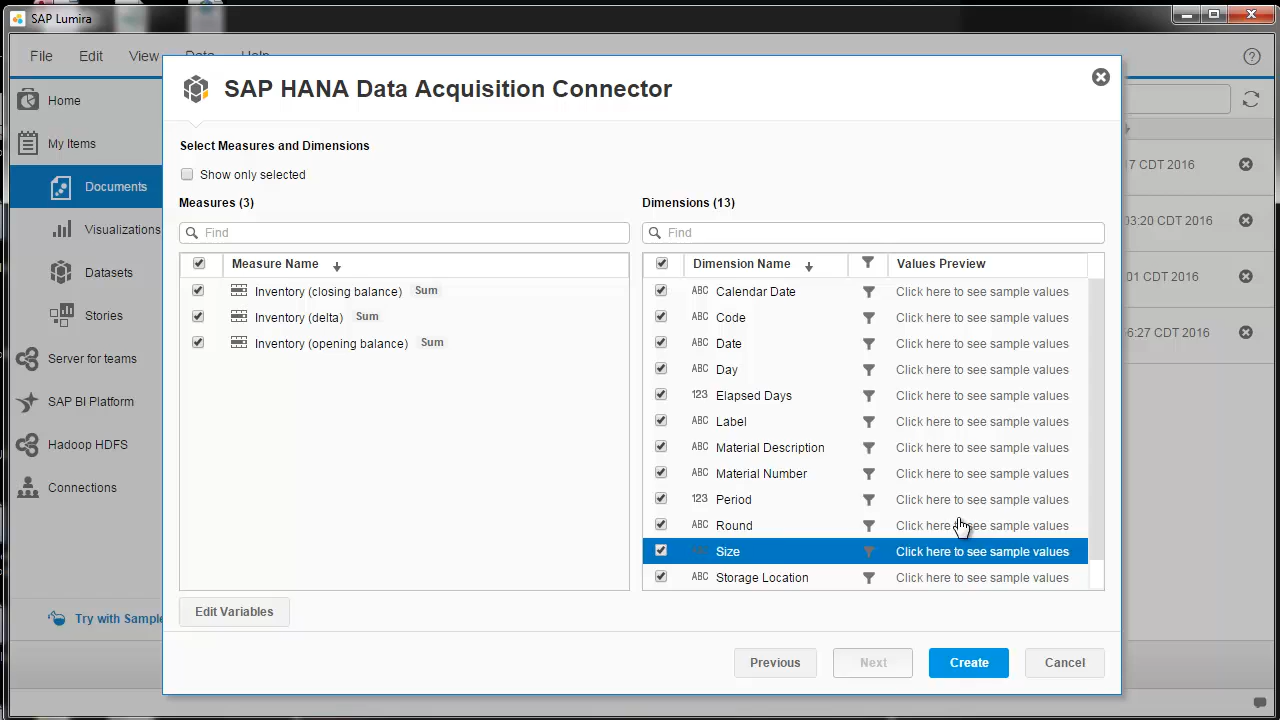 SAP Lumira
File Edit View Data Help
SAP HANA Data Acquisition Connector
Home
My Items
Documents
Visualizations
Datasets
Stories
Server for teams
SAP BI Platform
Hadoop HDFS
Connections
Try with Sample
Select Measures and Dimensions
Show only selected
Measures (3)
Find
Measure Name
Inventory (closing balance) Sum
Inventory (delta) Sum
Inventory (opening balance) Sum
Edit Variables
Dimensions (13)
Find
Dimension Name Values Preview
ABC Calendar Date Click here to see sample values
ABC Code Click here to see sample values
ABC Date Click here to see sample values
ABC Day Click here to see sample values
123 Elapsed Days Click here to see sample values
ABC Label Click here to see sample values
ABC Material Description Click here to see sample values
ABC Material Number Click here to see sample values
123 Period Click here to see sample values
ABC Round Click here to see sample values
Size Click here to see sample values
ABC Storage Location Click here to see sample values
Previous Next Create Cancel
17 CDT 2016
03:20 CDT 2016
01 CDT 2016
6:27 CDT 2016